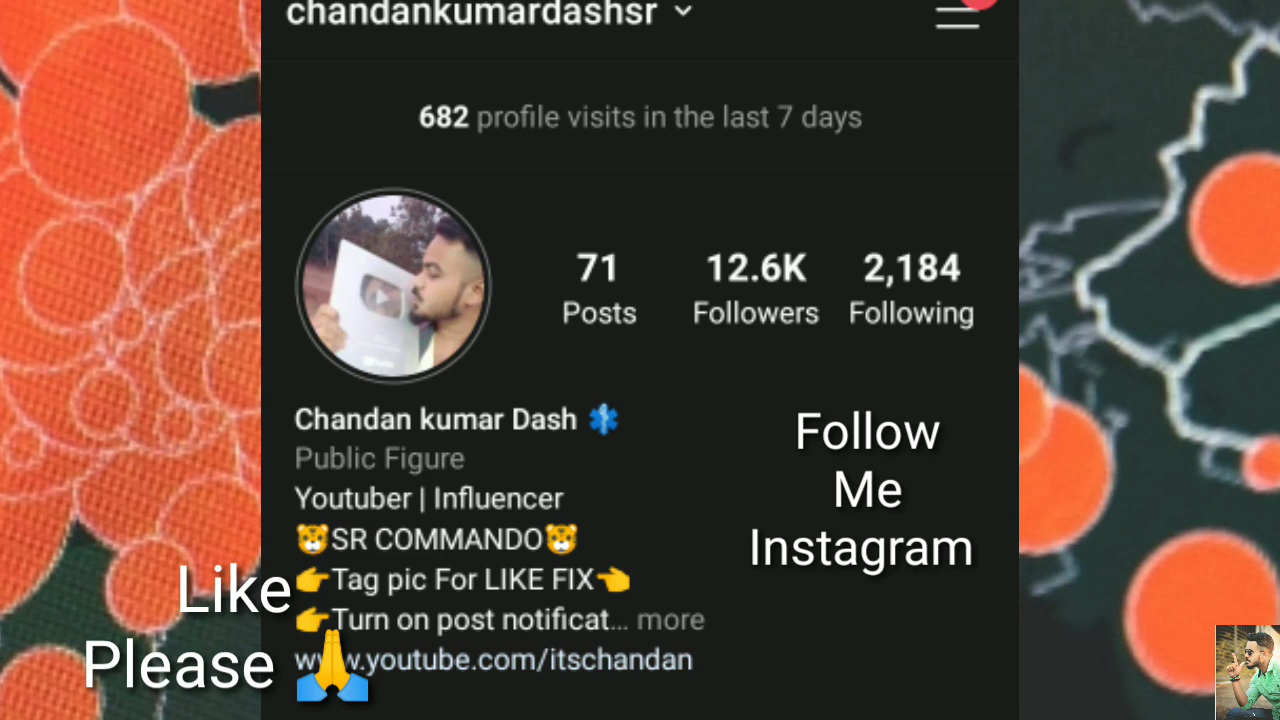 chandankumardashsr
682 profile visits in the last 7 days
71 12.6K 2,184
Posts Followers Following
Chandan kumar Dash
Public Figure
Youtuber | Influencer
🐯SR COMMANDO🐯
👉Tag pic For LIKE FIX👈
👉Turn on post notificat... more
www.youtube.com/itschandan
Follow
Me
Instagram
Like
Please 🙏